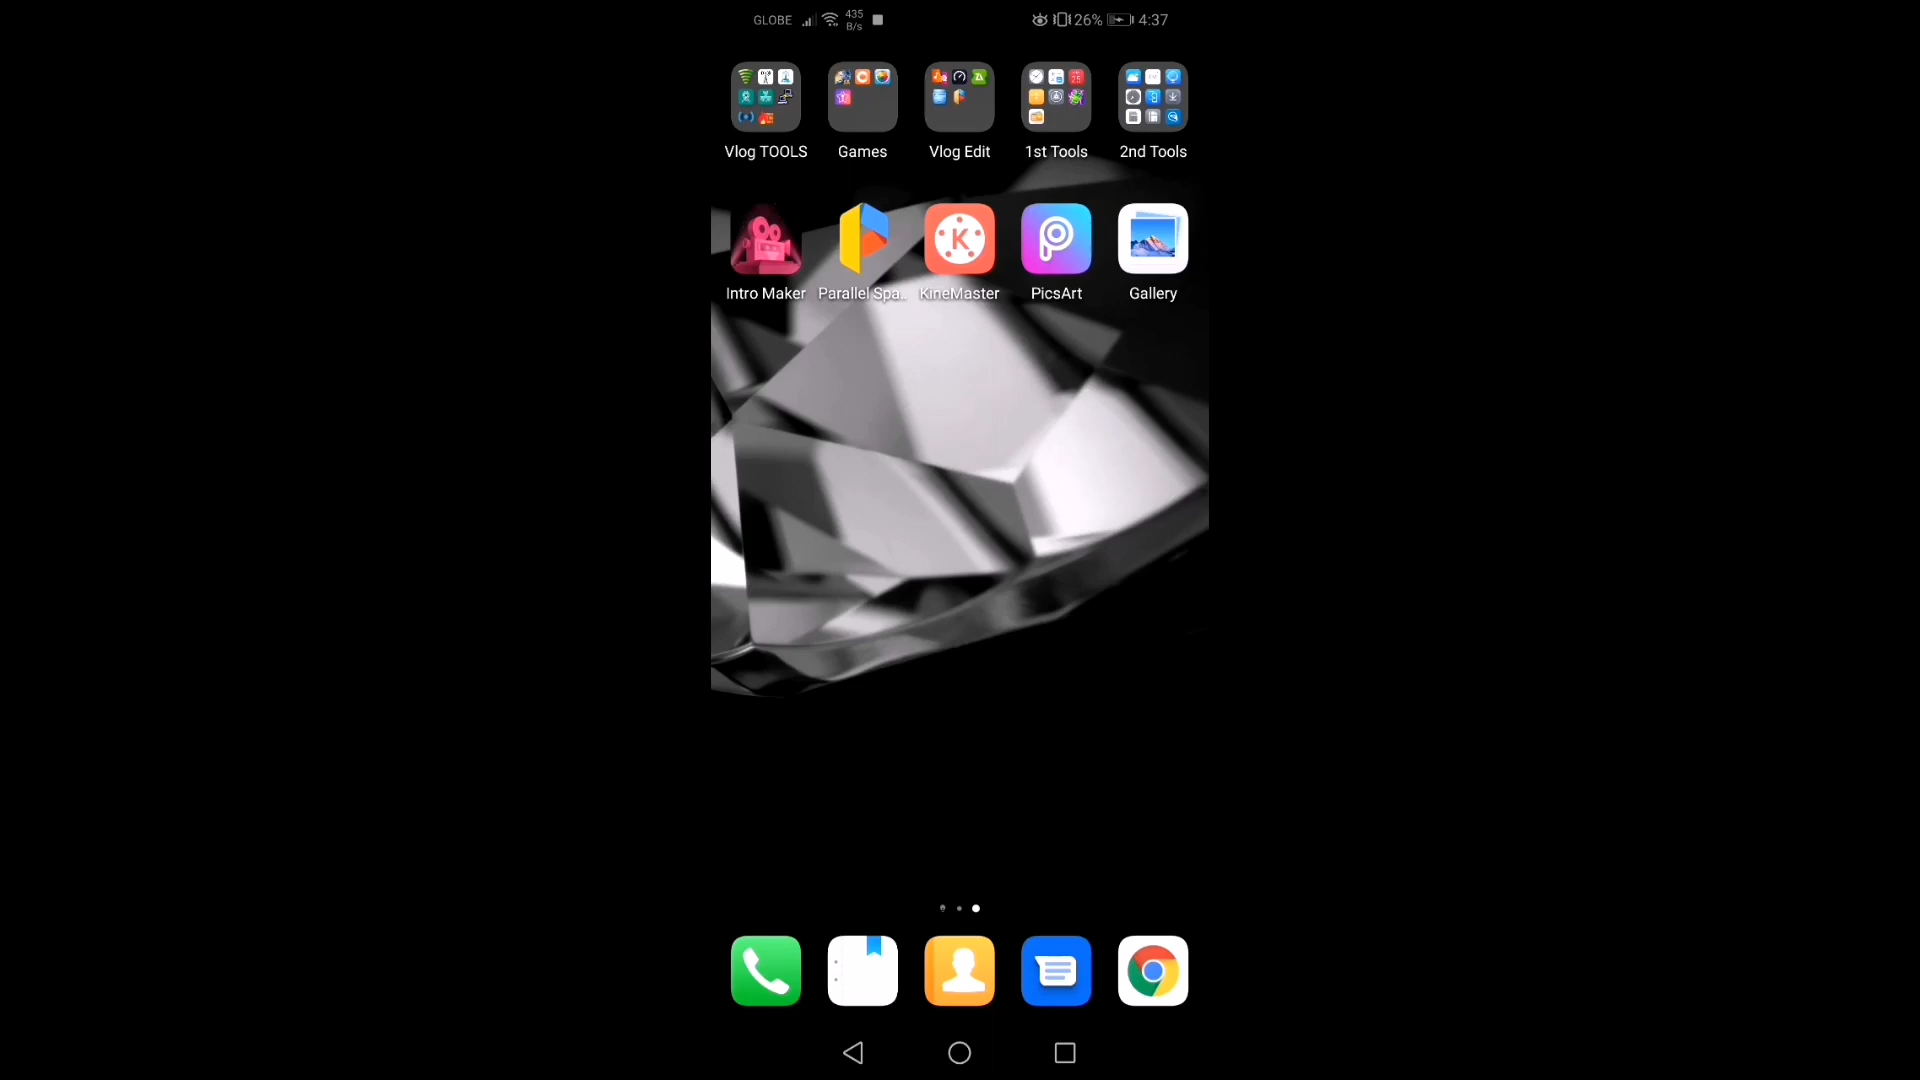 GLOBE 435 B/s 26% 4:37
Vlog TOOLS Games Vlog Edit 1st Tools 2nd Tools
Intro Maker Parallel Spa.. KineMaster PicsArt Gallery